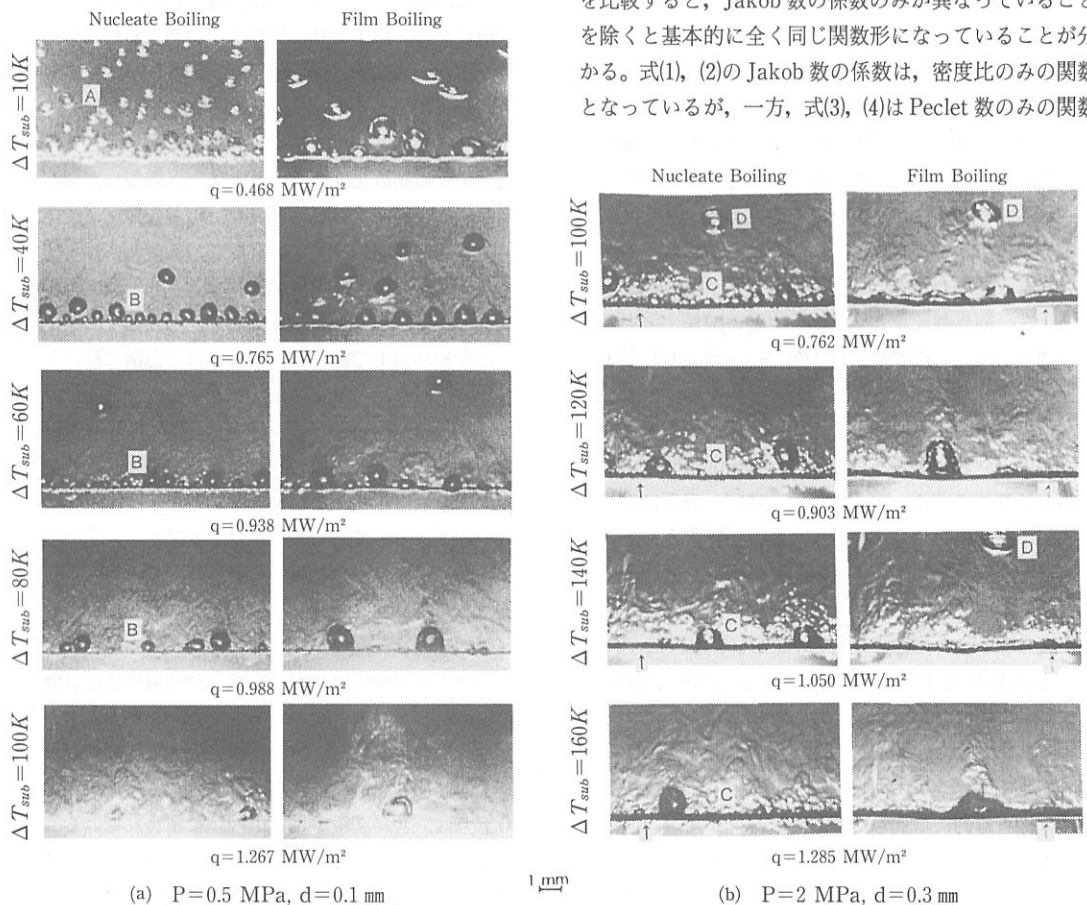 を比較すると，Jakob 数の係数のみが異なっていること
を除くと基本的に全く同じ関数形になっていることが分
かる。式(1)，(2)の Jakob 数の係数は，密度比のみの関数
となっているが，一方，式(3)，(4)は Peclet 数のみの関数
Nucleate Boiling Film Boiling
ΔT_sub=10K
A
q=0.468 MW/m²
ΔT_sub=40K
B
q=0.765 MW/m²
ΔT_sub=60K
B
q=0.938 MW/m²
ΔT_sub=80K
B
q=0.988 MW/m²
ΔT_sub=100K
q=1.267 MW/m²
(a) P=0.5 MPa, d=0.1 mm
1 mm
Nucleate Boiling Film Boiling
ΔT_sub=100K
D D
C
↑ ↑
q=0.762 MW/m²
ΔT_sub=120K
C
↑ ↑
q=0.903 MW/m²
ΔT_sub=140K
D
C
↑ ↑
q=1.050 MW/m²
ΔT_sub=160K
C
↑ ↑
q=1.285 MW/m²
(b) P=2 MPa, d=0.3 mm